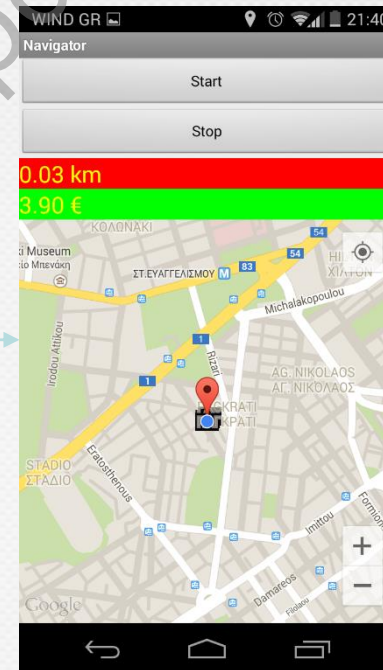 WIND GR 21:40
Navigator
Start
Stop
0.03 km
3.90 €
ΚΟΛΩΝΑΚΙ
54
Museum
Μπενάκη
ΣΤ.ΕΥΑΓΓΕΛΙΣΜΟΥ M 83
54
Michalakopoulou
Irodou Attikou
1
Rizari
1
AG. NIKOLAOS
ΑΓ. ΝΙΚΟΛΑΟΣ
STADIO
ΣΤΑΔΙΟ
Eratosthenous
Imittou
Formion
+
−
Damareos
Filolaou
Google